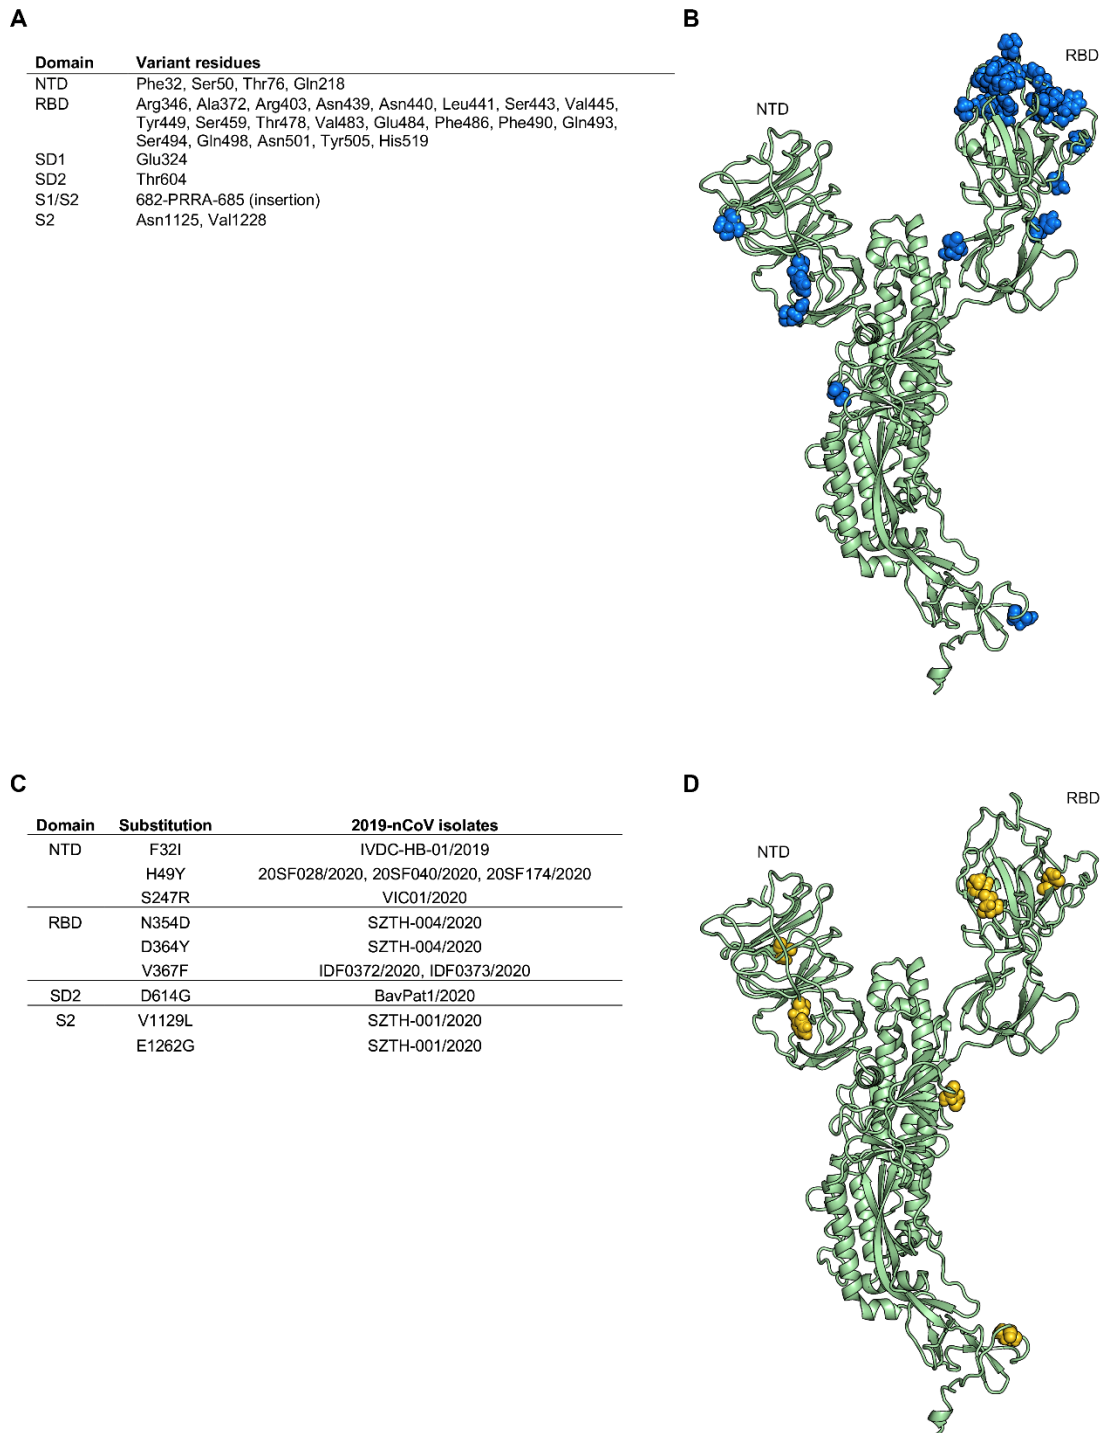 A
B
Domain Variant residues
NTD Phe32, Ser50, Thr76, Gln218
RBD Arg346, Ala372, Arg403, Asn439, Asn440, Leu441, Ser443, Val445,
Tyr449, Ser459, Thr478, Val483, Glu484, Phe486, Phe490, Gln493,
Ser494, Gln498, Asn501, Tyr505, His519
SD1 Glu324
SD2 Thr604
S1/S2 682-PRRA-685 (insertion)
S2 Asn1125, Val1228
NTD
RBD
C
D
Domain Substitution 2019-nCoV isolates
NTD F32I IVDC-HB-01/2019
H49Y 20SF028/2020, 20SF040/2020, 20SF174/2020
S247R VIC01/2020
RBD N354D SZTH-004/2020
D364Y SZTH-004/2020
V367F IDF0372/2020, IDF0373/2020
SD2 D614G BavPat1/2020
S2 V1129L SZTH-001/2020
E1262G SZTH-001/2020
NTD
RBD